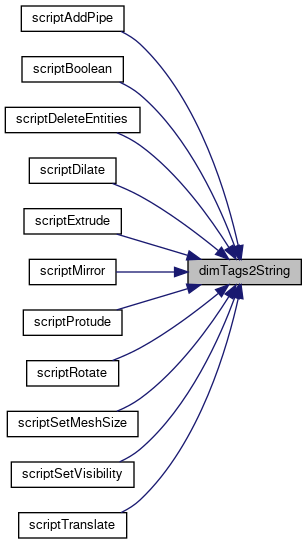 scriptAddPipe
scriptBoolean
scriptDeleteEntities
scriptDilate
scriptExtrude
scriptMirror
dimTags2String
scriptProtude
scriptRotate
scriptSetMeshSize
scriptSetVisibility
scriptTranslate